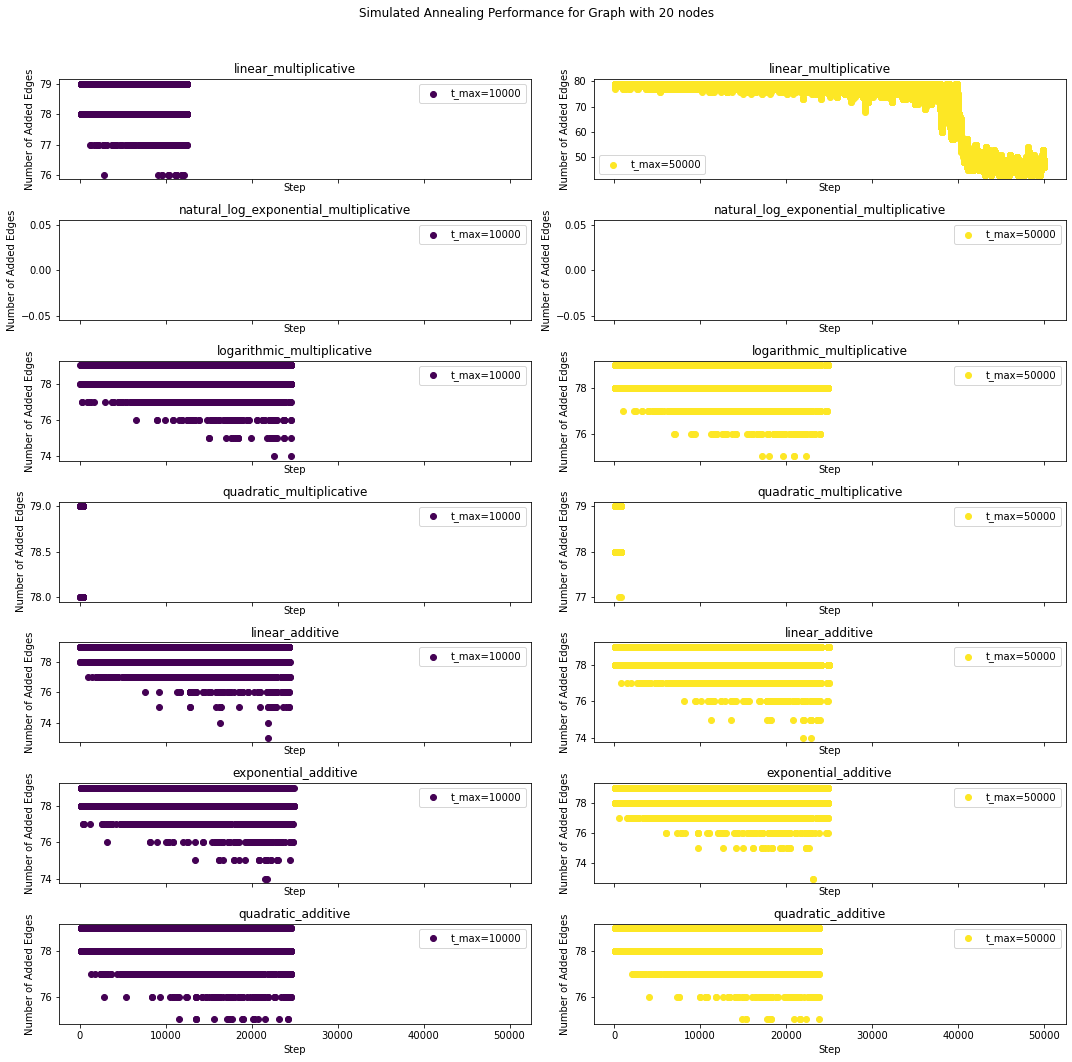 Simulated Annealing Performance for Graph with 20 nodes
linear_multiplicative
Number of Added Edges
79
78
77
76
t_max=10000
Step
linear_multiplicative
Number of Added Edges
80
70
60
50
t_max=50000
Step
natural_log_exponential_multiplicative
Number of Added Edges
0.05
0.00
−0.05
t_max=10000
Step
natural_log_exponential_multiplicative
Number of Added Edges
0.05
0.00
−0.05
t_max=50000
Step
logarithmic_multiplicative
Number of Added Edges
78
76
74
t_max=10000
Step
logarithmic_multiplicative
Number of Added Edges
78
76
t_max=50000
Step
quadratic_multiplicative
Number of Added Edges
79.0
78.5
78.0
t_max=10000
Step
quadratic_multiplicative
Number of Added Edges
79
78
77
t_max=50000
Step
linear_additive
Number of Added Edges
78
76
74
t_max=10000
Step
linear_additive
Number of Added Edges
78
76
74
t_max=50000
Step
exponential_additive
Number of Added Edges
78
76
74
t_max=10000
Step
exponential_additive
Number of Added Edges
78
76
74
t_max=50000
Step
quadratic_additive
Number of Added Edges
78
76
t_max=10000
0 10000 20000 30000 40000 50000
Step
quadratic_additive
Number of Added Edges
78
76
t_max=50000
0 10000 20000 30000 40000 50000
Step